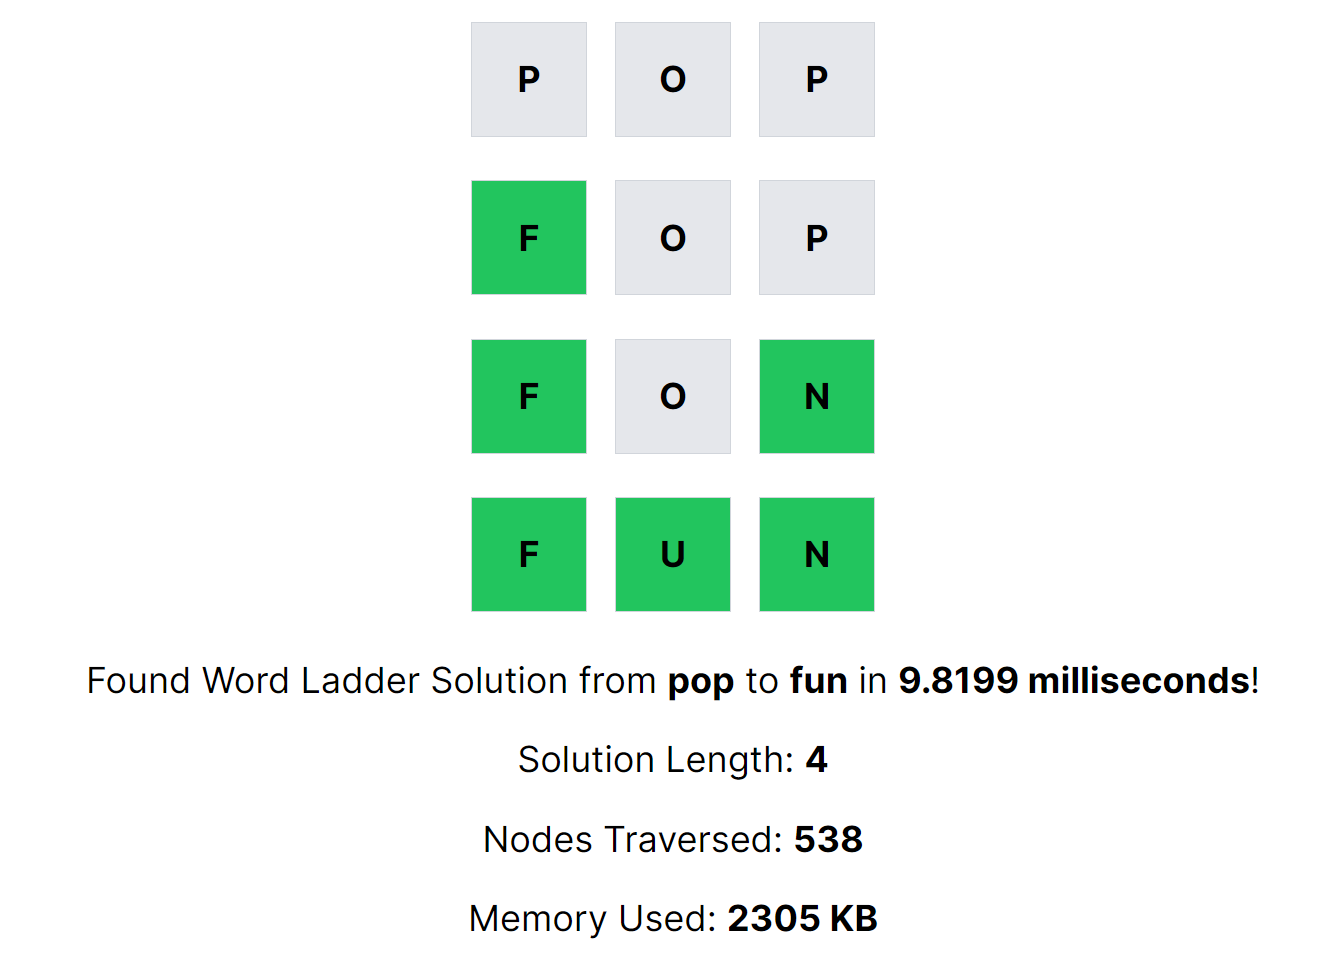 P O P
F O P
F O N
F U N
Found Word Ladder Solution from pop to fun in 9.8199 milliseconds!
Solution Length: 4
Nodes Traversed: 538
Memory Used: 2305 KB